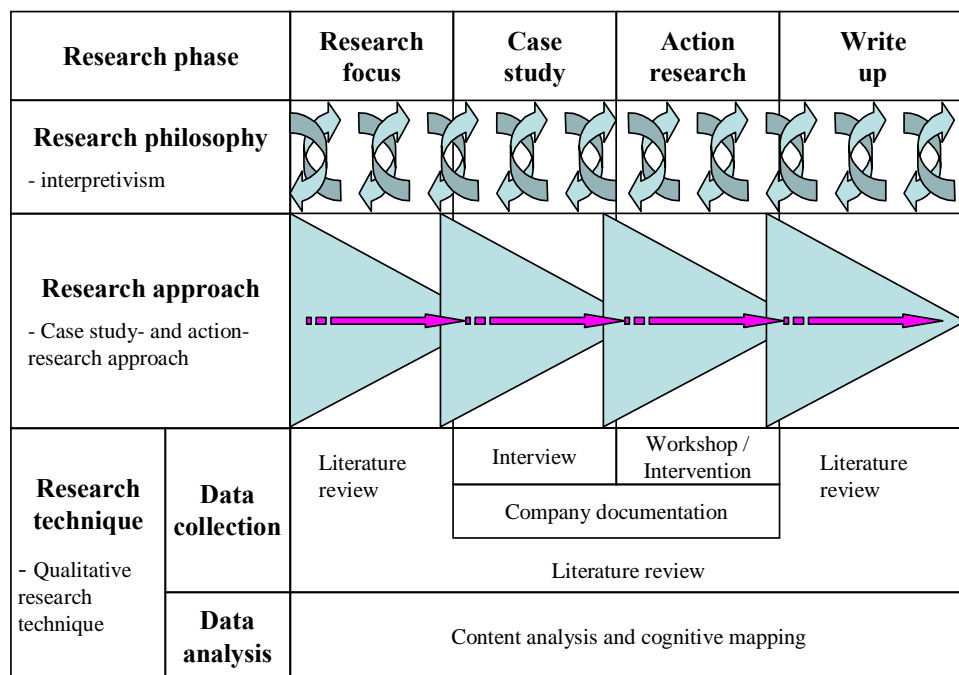 Research phase
Research
focus
Case
study
Action
research
Write
up
Research philosophy
- interpretivism
Research approach
- Case study- and action-
research approach
Research
technique
- Qualitative
research
technique
Data
collection
Literature
review
Interview
Workshop /
Intervention
Literature
review
Company documentation
Literature review
Data
analysis
Content analysis and cognitive mapping